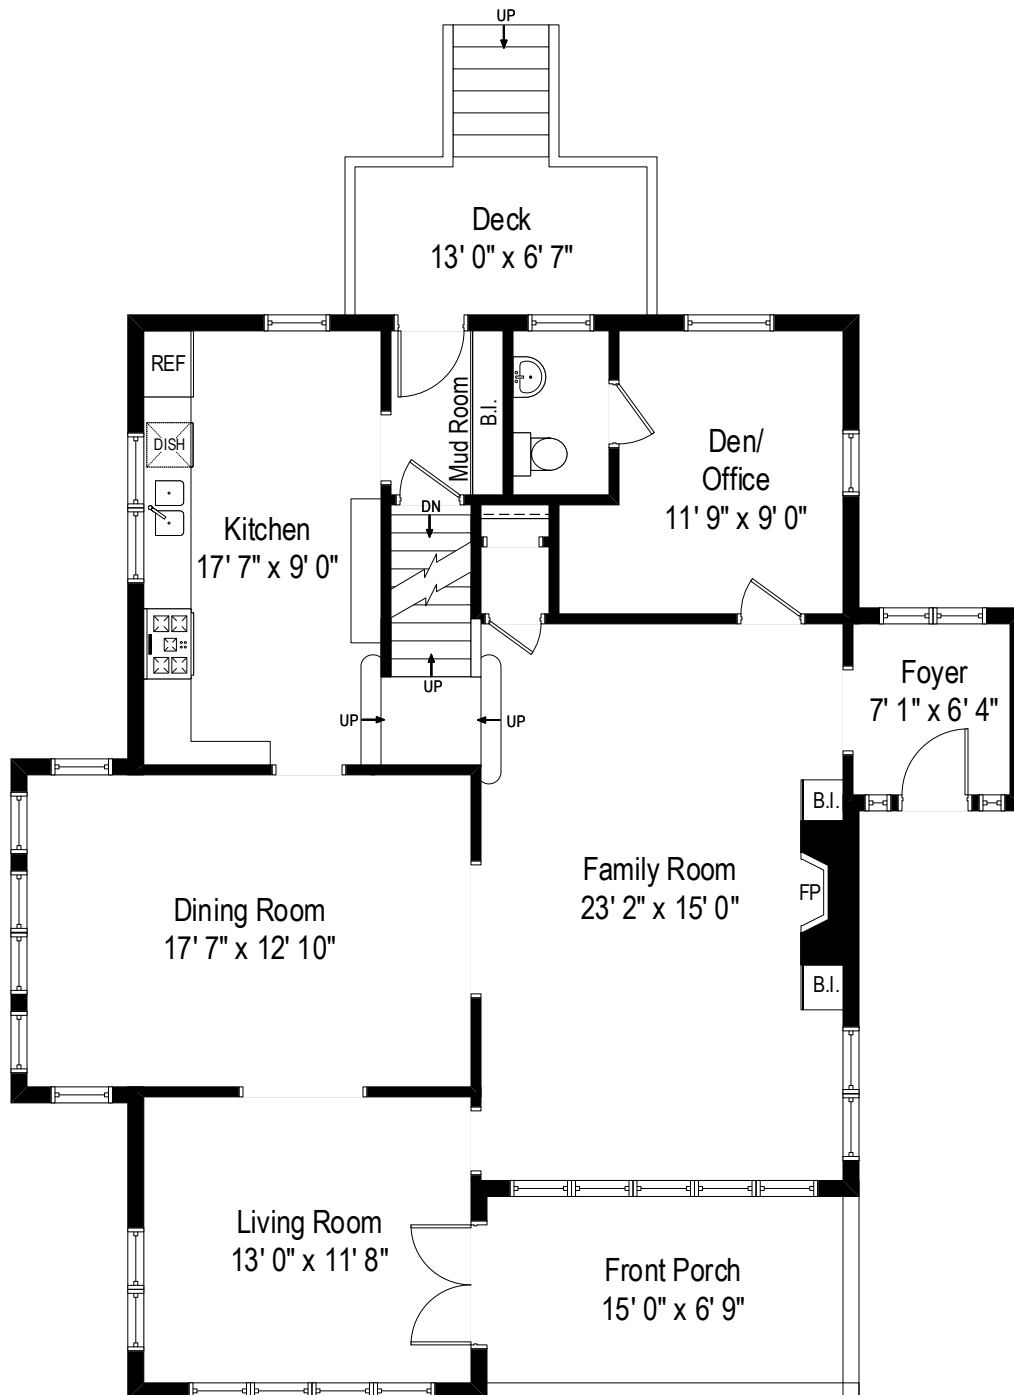 UP
Deck
13' 0" x 6' 7"
REF
DISH
Mud Room
B.I.
Den/
Office
11' 9" x 9' 0"
Kitchen
17' 7" x 9' 0"
DN
UP
UP
UP
Foyer
7' 1" x 6' 4"
B.I.
FP
B.I.
Family Room
23' 2" x 15' 0"
Dining Room
17' 7" x 12' 10"
Living Room
13' 0" x 11' 8"
Front Porch
15' 0" x 6' 9"